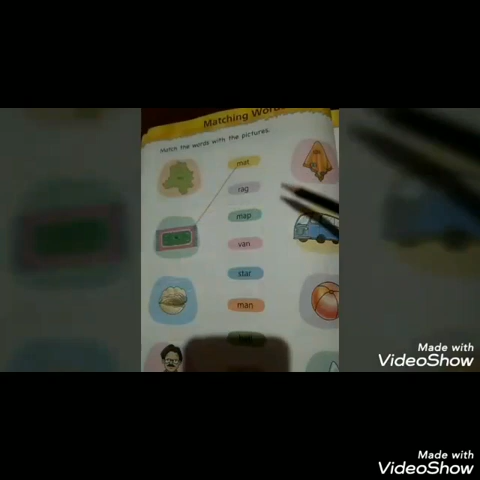 Matching Words
Match the words with the pictures.
mat
rag
map
van
star
man
Made with
VideoShow
Made with
VideoShow